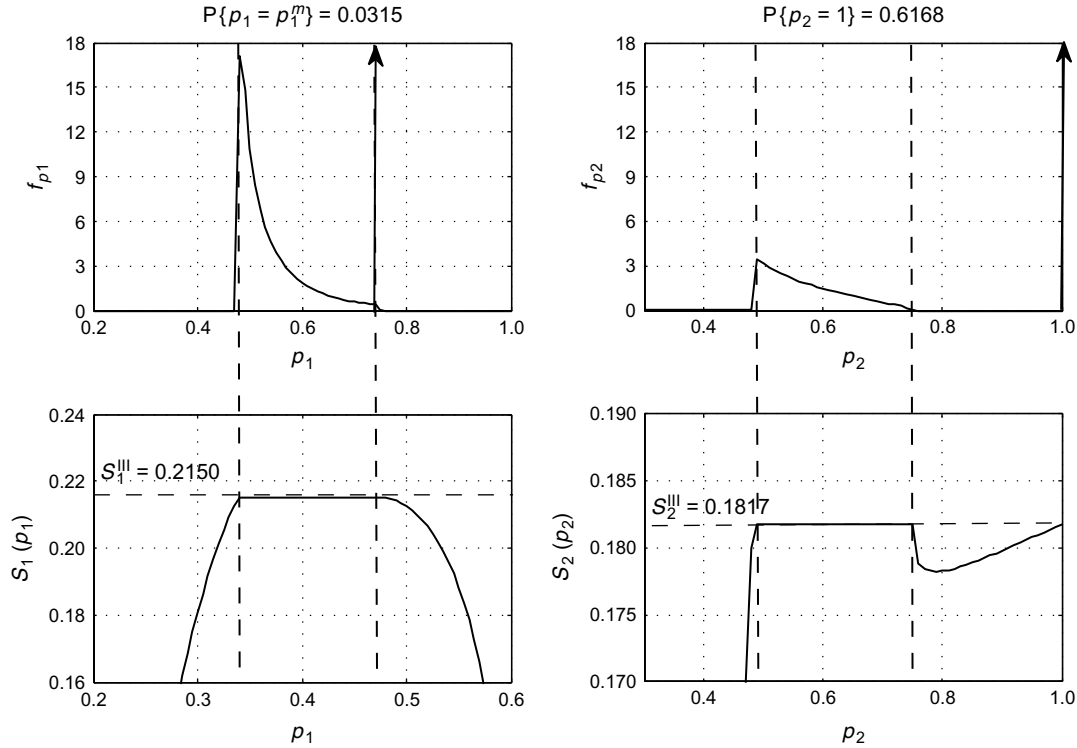 P{p₁ = p₁ᵐ} = 0.0315
18
15
12
9
6
3
0
f_p1
0.2 0.4 0.6 0.8 1.0
p₁
P{p₂ = 1} = 0.6168
18
15
12
9
6
3
0
f_p2
0.4 0.6 0.8 1.0
p₂
0.24
0.22
0.20
0.18
0.16
S₁ᴵᴵᴵ = 0.2150
S₁ (p₁)
0.2 0.3 0.4 0.5 0.6
p₁
0.190
0.185
0.180
0.175
0.170
S₂ᴵᴵᴵ = 0.1817
S₂ (p₂)
0.4 0.6 0.8 1.0
p₂